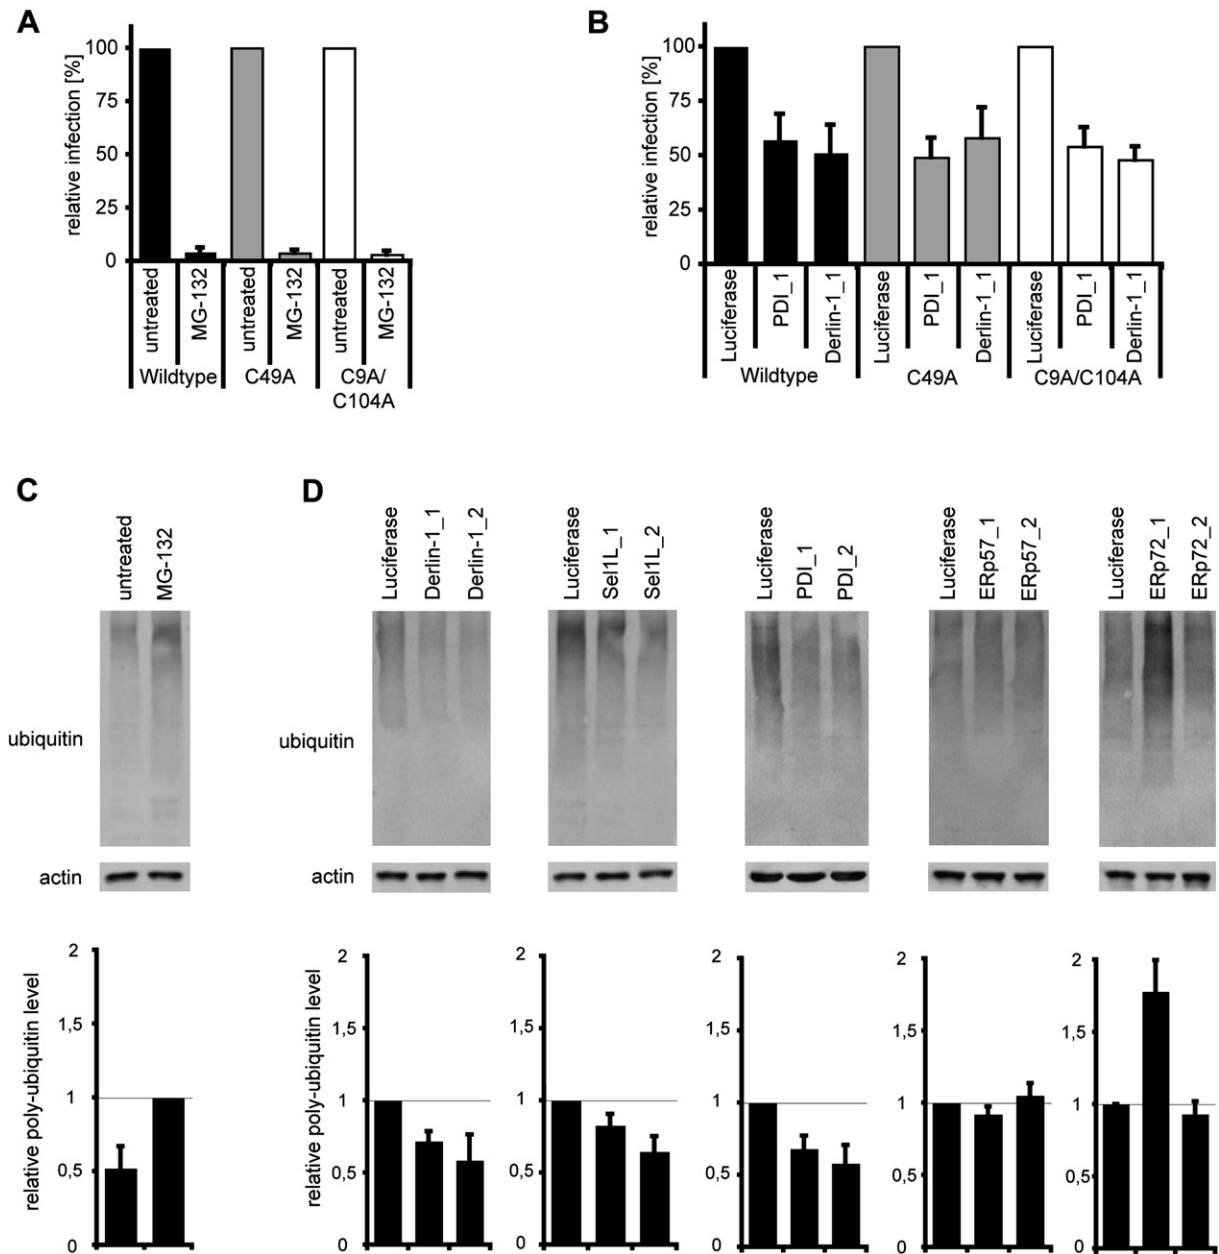 A
relative infection [%]
100
75
50
25
0
untreated
MG-132
untreated
MG-132
untreated
MG-132
Wildtype
C49A
C9A/
C104A
B
relative infection [%]
100
75
50
25
0
Luciferase
PDI_1
Derlin-1_1
Luciferase
PDI_1
Derlin-1_1
Luciferase
PDI_1
Derlin-1_1
Wildtype
C49A
C9A/C104A
C
untreated
MG-132
ubiquitin
actin
relative poly-ubiquitin level
2
1,5
1
0,5
0
D
Luciferase
Derlin-1_1
Derlin-1_2
Luciferase
Sel1L_1
Sel1L_2
Luciferase
PDI_1
PDI_2
Luciferase
ERp57_1
ERp57_2
Luciferase
ERp72_1
ERp72_2
ubiquitin
actin
relative poly-ubiquitin level
2
1,5
1
0,5
0
2
1,5
1
0,5
0
2
1,5
1
0,5
0
2
1,5
1
0,5
0
2
1,5
1
0,5
0